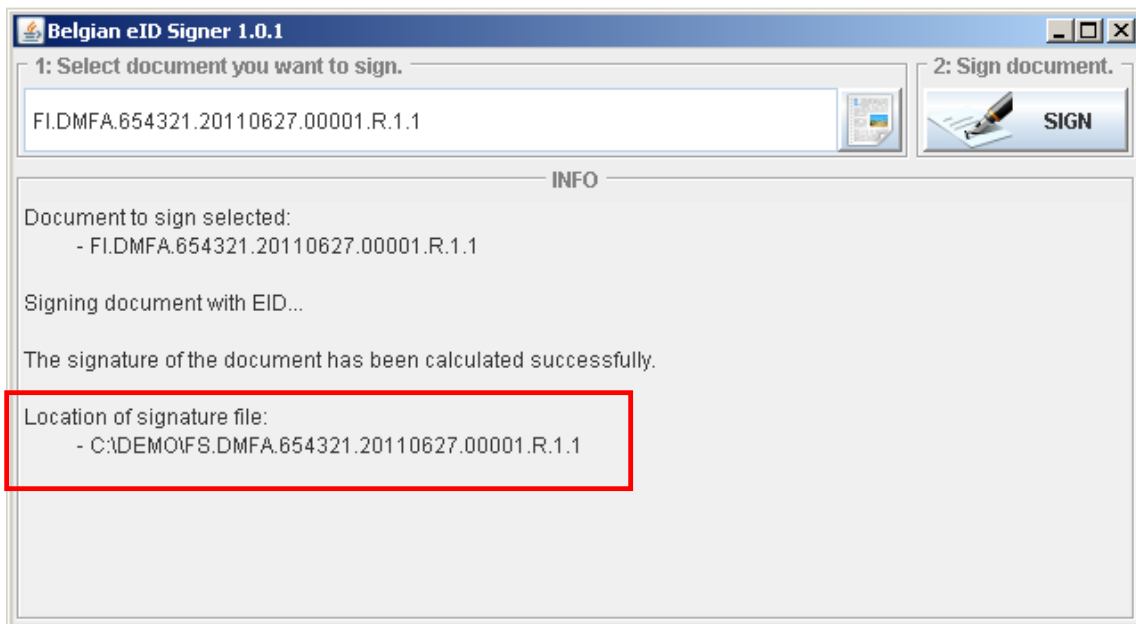 Belgian eID Signer 1.0.1
1: Select document you want to sign.
2: Sign document.
FI.DMFA.654321.20110627.00001.R.1.1
SIGN
INFO
Document to sign selected:
- FI.DMFA.654321.20110627.00001.R.1.1
Signing document with EID...
The signature of the document has been calculated successfully.
Location of signature file:
- C:\DEMO\FS.DMFA.654321.20110627.00001.R.1.1